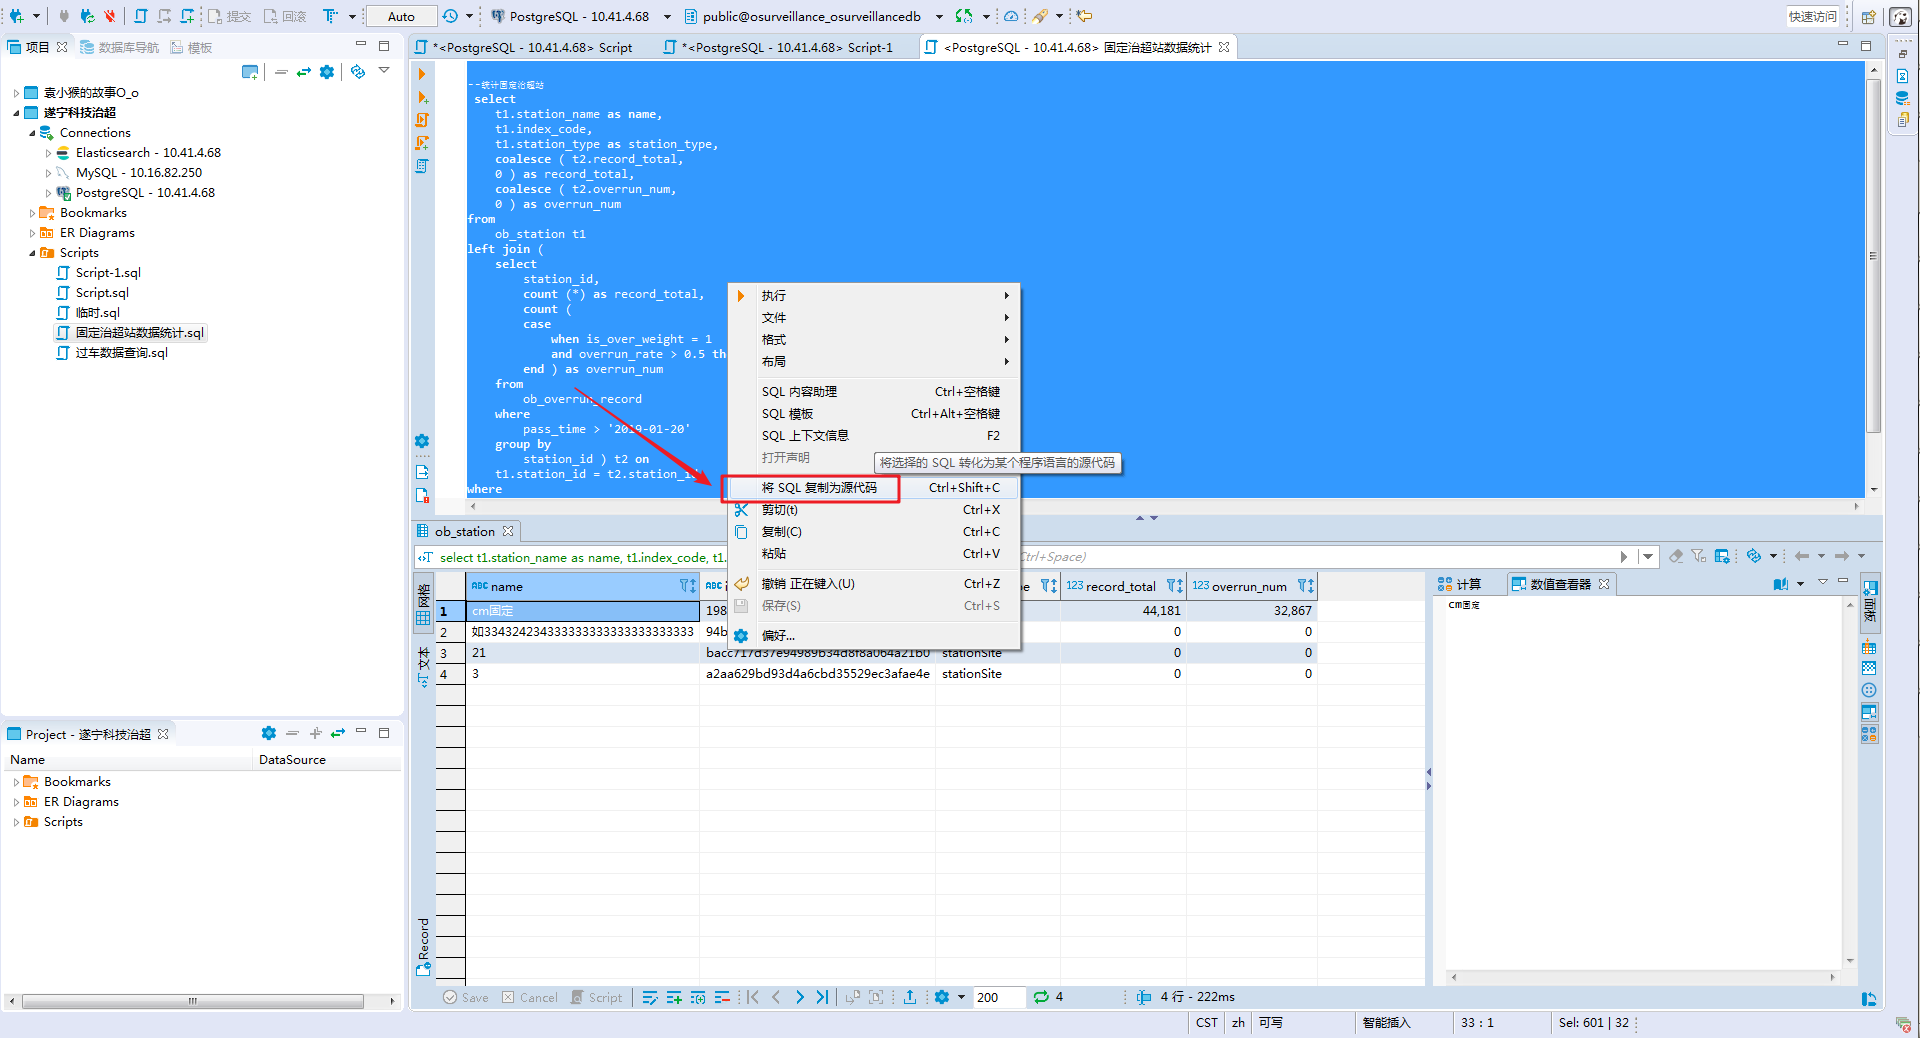 提交
回滚
Auto
PostgreSQL - 10.41.4.68
public@osurveillance_osurveillancedb
快速访问
项目
数据库导航
模板
袁小猴的故事O_o
遂宁科技治超
Connections
Elasticsearch - 10.41.4.68
MySQL - 10.16.82.250
PostgreSQL - 10.41.4.68
Bookmarks
ER Diagrams
Scripts
Script-1.sql
Script.sql
临时.sql
固定治超站数据统计.sql
过车数据查询.sql
*<PostgreSQL - 10.41.4.68> Script
*<PostgreSQL - 10.41.4.68> Script-1
<PostgreSQL - 10.41.4.68> 固定治超站数据统计
--统计固定治超站
select
t1.station_name as name,
t1.index_code,
t1.station_type as station_type,
coalesce ( t2.record_total,
0 ) as record_total,
coalesce ( t2.overrun_num,
0 ) as overrun_num
from
ob_station t1
left join (
select
station_id,
count (*) as record_total,
count (
case
when is_over_weight = 1
and overrun_rate > 0.5 th
end ) as overrun_num
from
ob_overrun_record
where
pass_time > '2019-01-20'
group by
station_id ) t2 on
t1.station_id = t2.station_i
where
执行
文件
格式
布局
SQL 内容助理 Ctrl+空格键
SQL 模板 Ctrl+Alt+空格键
SQL 上下文信息 F2
打开声明
将选择的 SQL 转化为某个程序语言的源代码
将 SQL 复制为源代码 Ctrl+Shift+C
剪切(t) Ctrl+X
复制(C) Ctrl+C
粘贴 Ctrl+V
撤销 正在键入(U) Ctrl+Z
保存(S) Ctrl+S
偏好...
ob_station
select t1.station_name as name, t1.index_code, t1.
Ctrl+Space)
网格
文本
Record
ABC name
ABC i
pe
123 record_total
123 overrun_num
1 cm固定 198 44,181 32,867
2 如33432423433333333333333333333 94b 0 0
3 21 bacc717d37e94989b34d8f8a064a21b0 stationSite 0 0
4 3 a2aa629bd93d4a6cbd35529ec3afae4e stationSite 0 0
计算
数值查看器
cm固定
面板
Project - 遂宁科技治超
Name DataSource
Bookmarks
ER Diagrams
Scripts
Save
Cancel
Script
200
4
4 行 - 222ms
CST
zh
可写
智能插入
33 : 1
Sel: 601 | 32